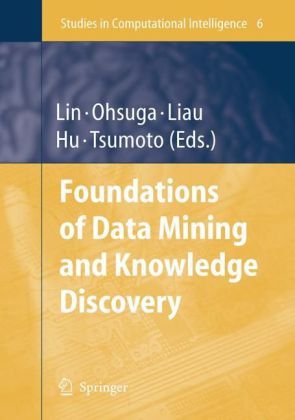 Studies in Computational Intelligence 6
Lin · Ohsuga · Liau
Hu · Tsumoto (Eds.)
Foundations
of Data Mining
and Knowledge
Discovery
Springer